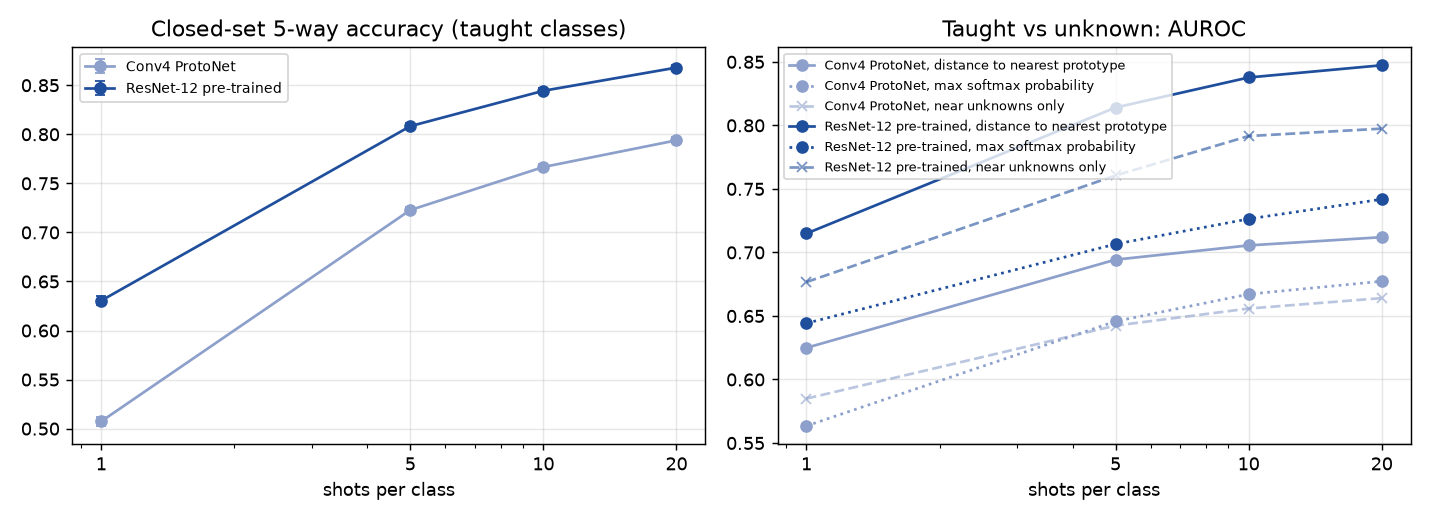 Closed-set 5-way accuracy (taught classes)
Conv4 ProtoNet
ResNet-12 pre-trained
0.85
0.80
0.75
0.70
0.65
0.60
0.55
0.50
1
5
10
20
shots per class
Taught vs unknown: AUROC
Conv4 ProtoNet, distance to nearest prototype
Conv4 ProtoNet, max softmax probability
Conv4 ProtoNet, near unknowns only
ResNet-12 pre-trained, distance to nearest prototype
ResNet-12 pre-trained, max softmax probability
ResNet-12 pre-trained, near unknowns only
0.85
0.80
0.75
0.70
0.65
0.60
0.55
1
5
10
20
shots per class